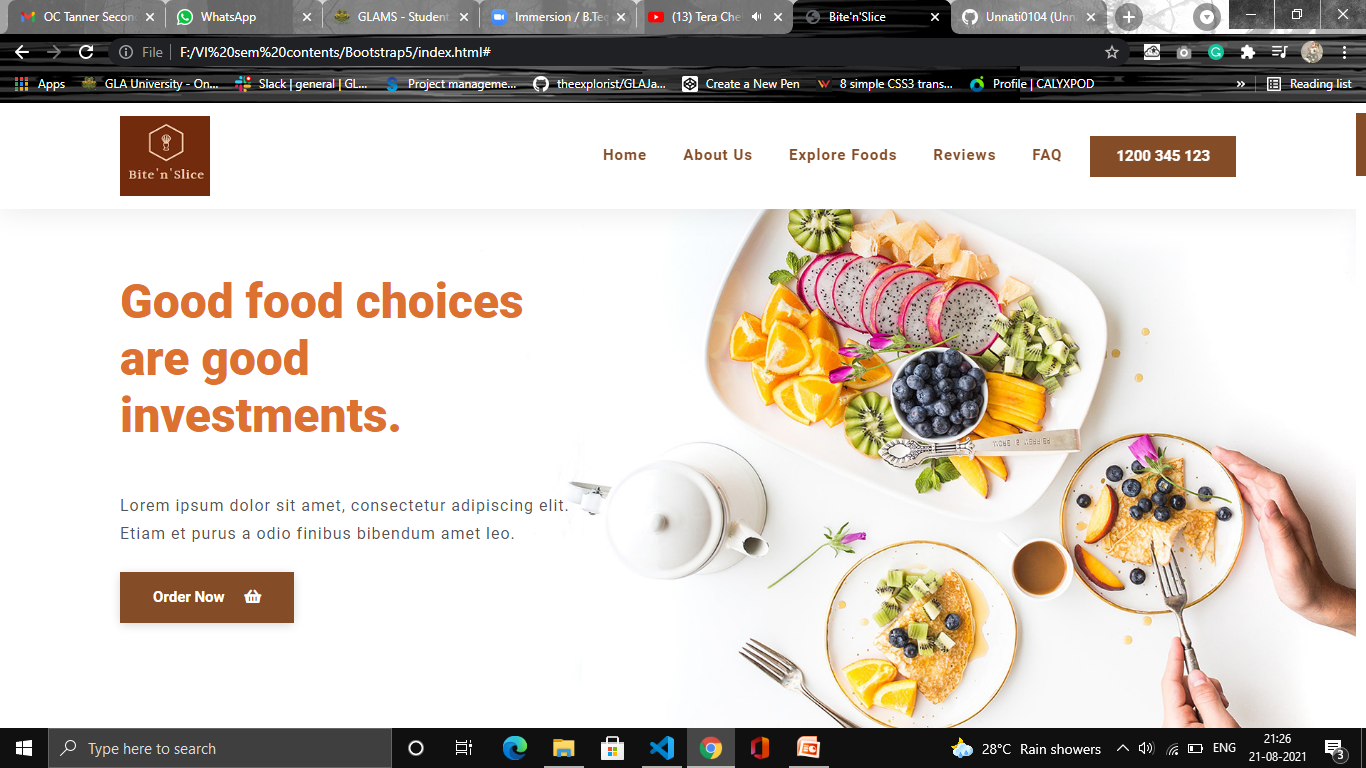 OC Tanner Secon
WhatsApp
GLAMS - Student
Immersion / B.Tec
(13) Tera Che
Bite'n'Slice
Unnati0104 (Unn
File
F:/VI%20sem%20contents/Bootstrap5/index.html#
Apps
GLA University - On...
Slack | general | GL...
Project manageme...
theexplorist/GLAJa...
Create a New Pen
8 simple CSS3 trans...
Profile | CALYXPOD
»
Reading list
Bite'n'Slice
Home
About Us
Explore Foods
Reviews
FAQ
1200 345 123
Good food choices
are good
investments.
Lorem ipsum dolor sit amet, consectetur adipiscing elit.
Etiam et purus a odio finibus bibendum amet leo.
Order Now
Type here to search
28°C Rain showers
ENG
21:26
21-08-2021
3